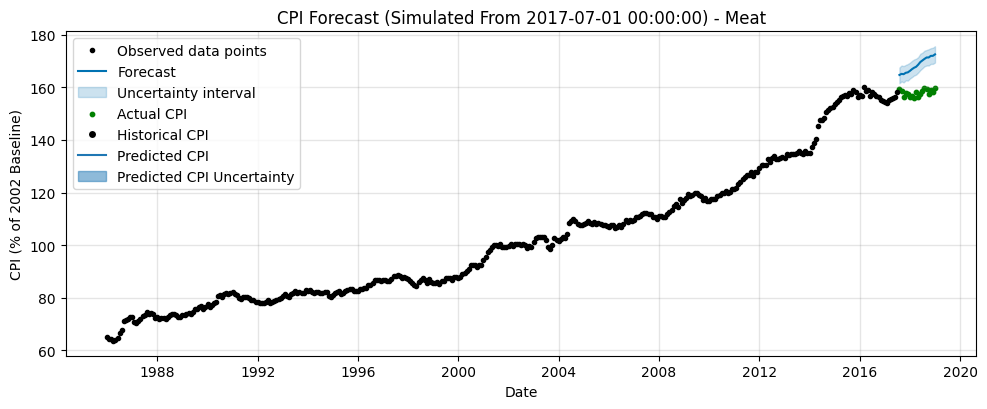 CPI Forecast (Simulated From 2017-07-01 00:00:00) - Meat
CPI (% of 2002 Baseline)
180
160
140
120
100
80
60
Observed data points
Forecast
Uncertainty interval
Actual CPI
Historical CPI
Predicted CPI
Predicted CPI Uncertainty
1988 1992 1996 2000 2004 2008 2012 2016 2020
Date